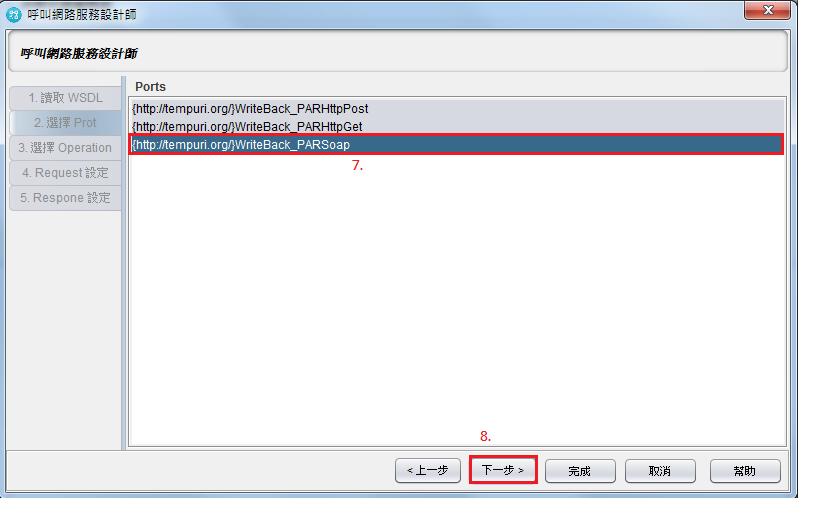 呼叫網路服務設計師
呼叫網路服務設計師
1. 讀取 WSDL
2. 選擇 Prot
3. 選擇 Operation
4. Request 設定
5. Respone 設定
Ports
{http://tempuri.org/}WriteBack_PARHttpPost
{http://tempuri.org/}WriteBack_PARHttpGet
{http://tempuri.org/}WriteBack_PARSoap
7.
8.
<上一步
下一步 >
完成
取消
幫助